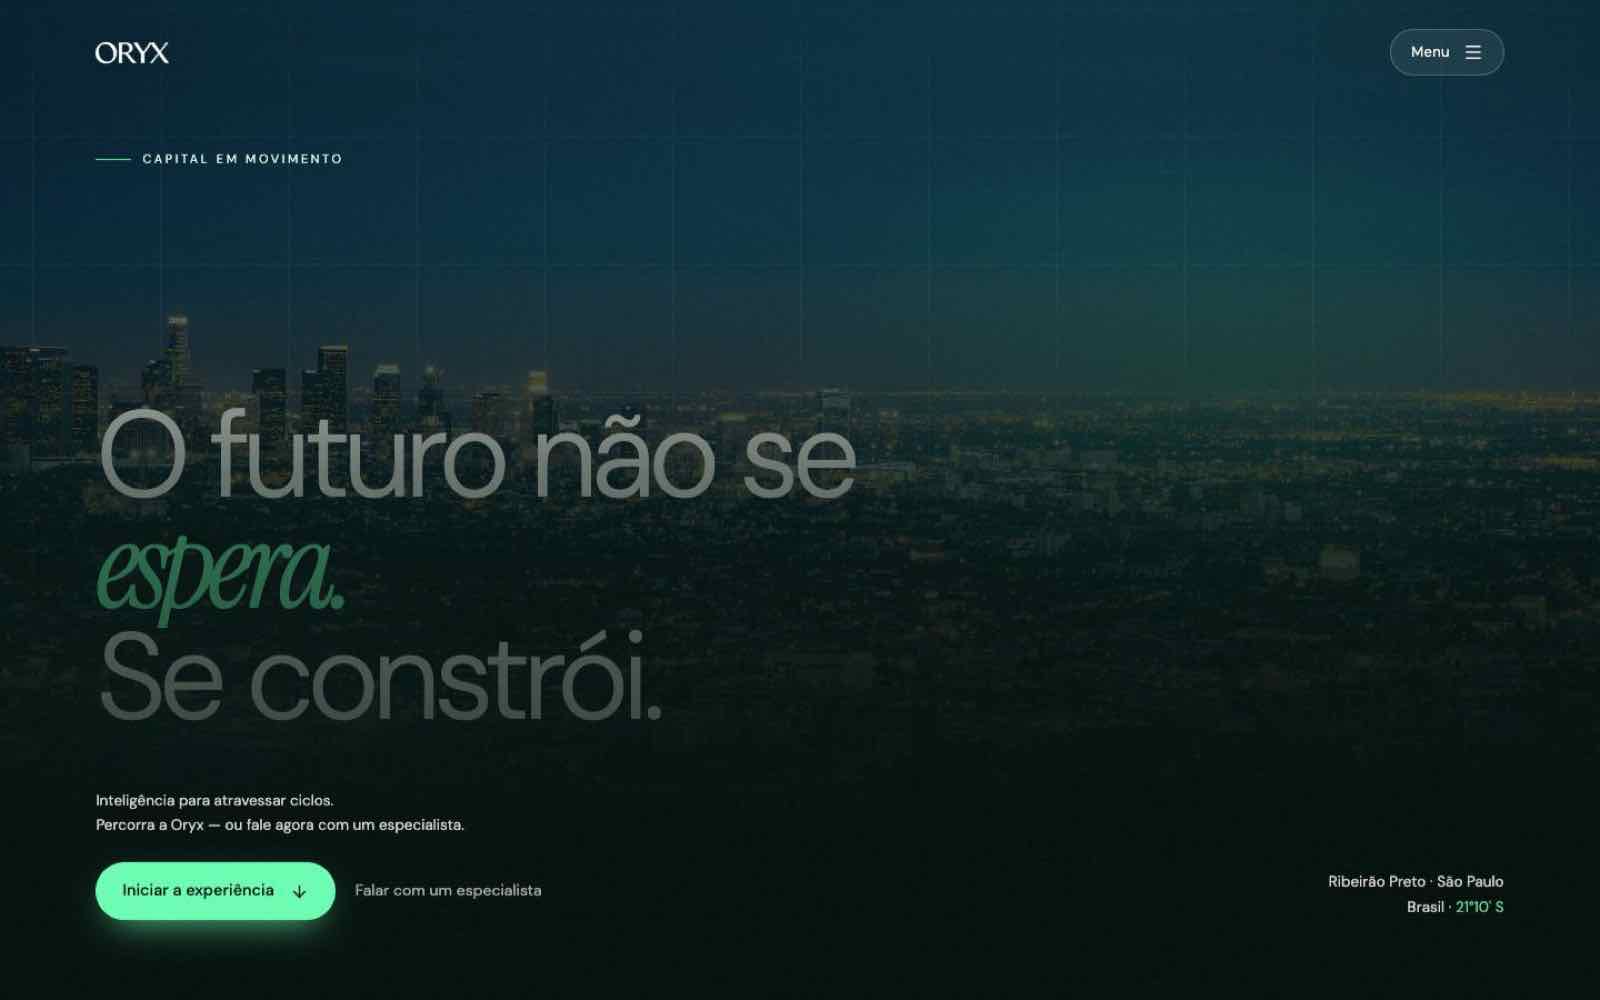 ORYX
Menu
CAPITAL EM MOVIMENTO
O futuro não se
espera.
Se constrói.
Inteligência para atravessar ciclos.
Percorra a Oryx — ou fale agora com um especialista.
Iniciar a experiência
Falar com um especialista
Ribeirão Preto · São Paulo
Brasil · 21°10′ S